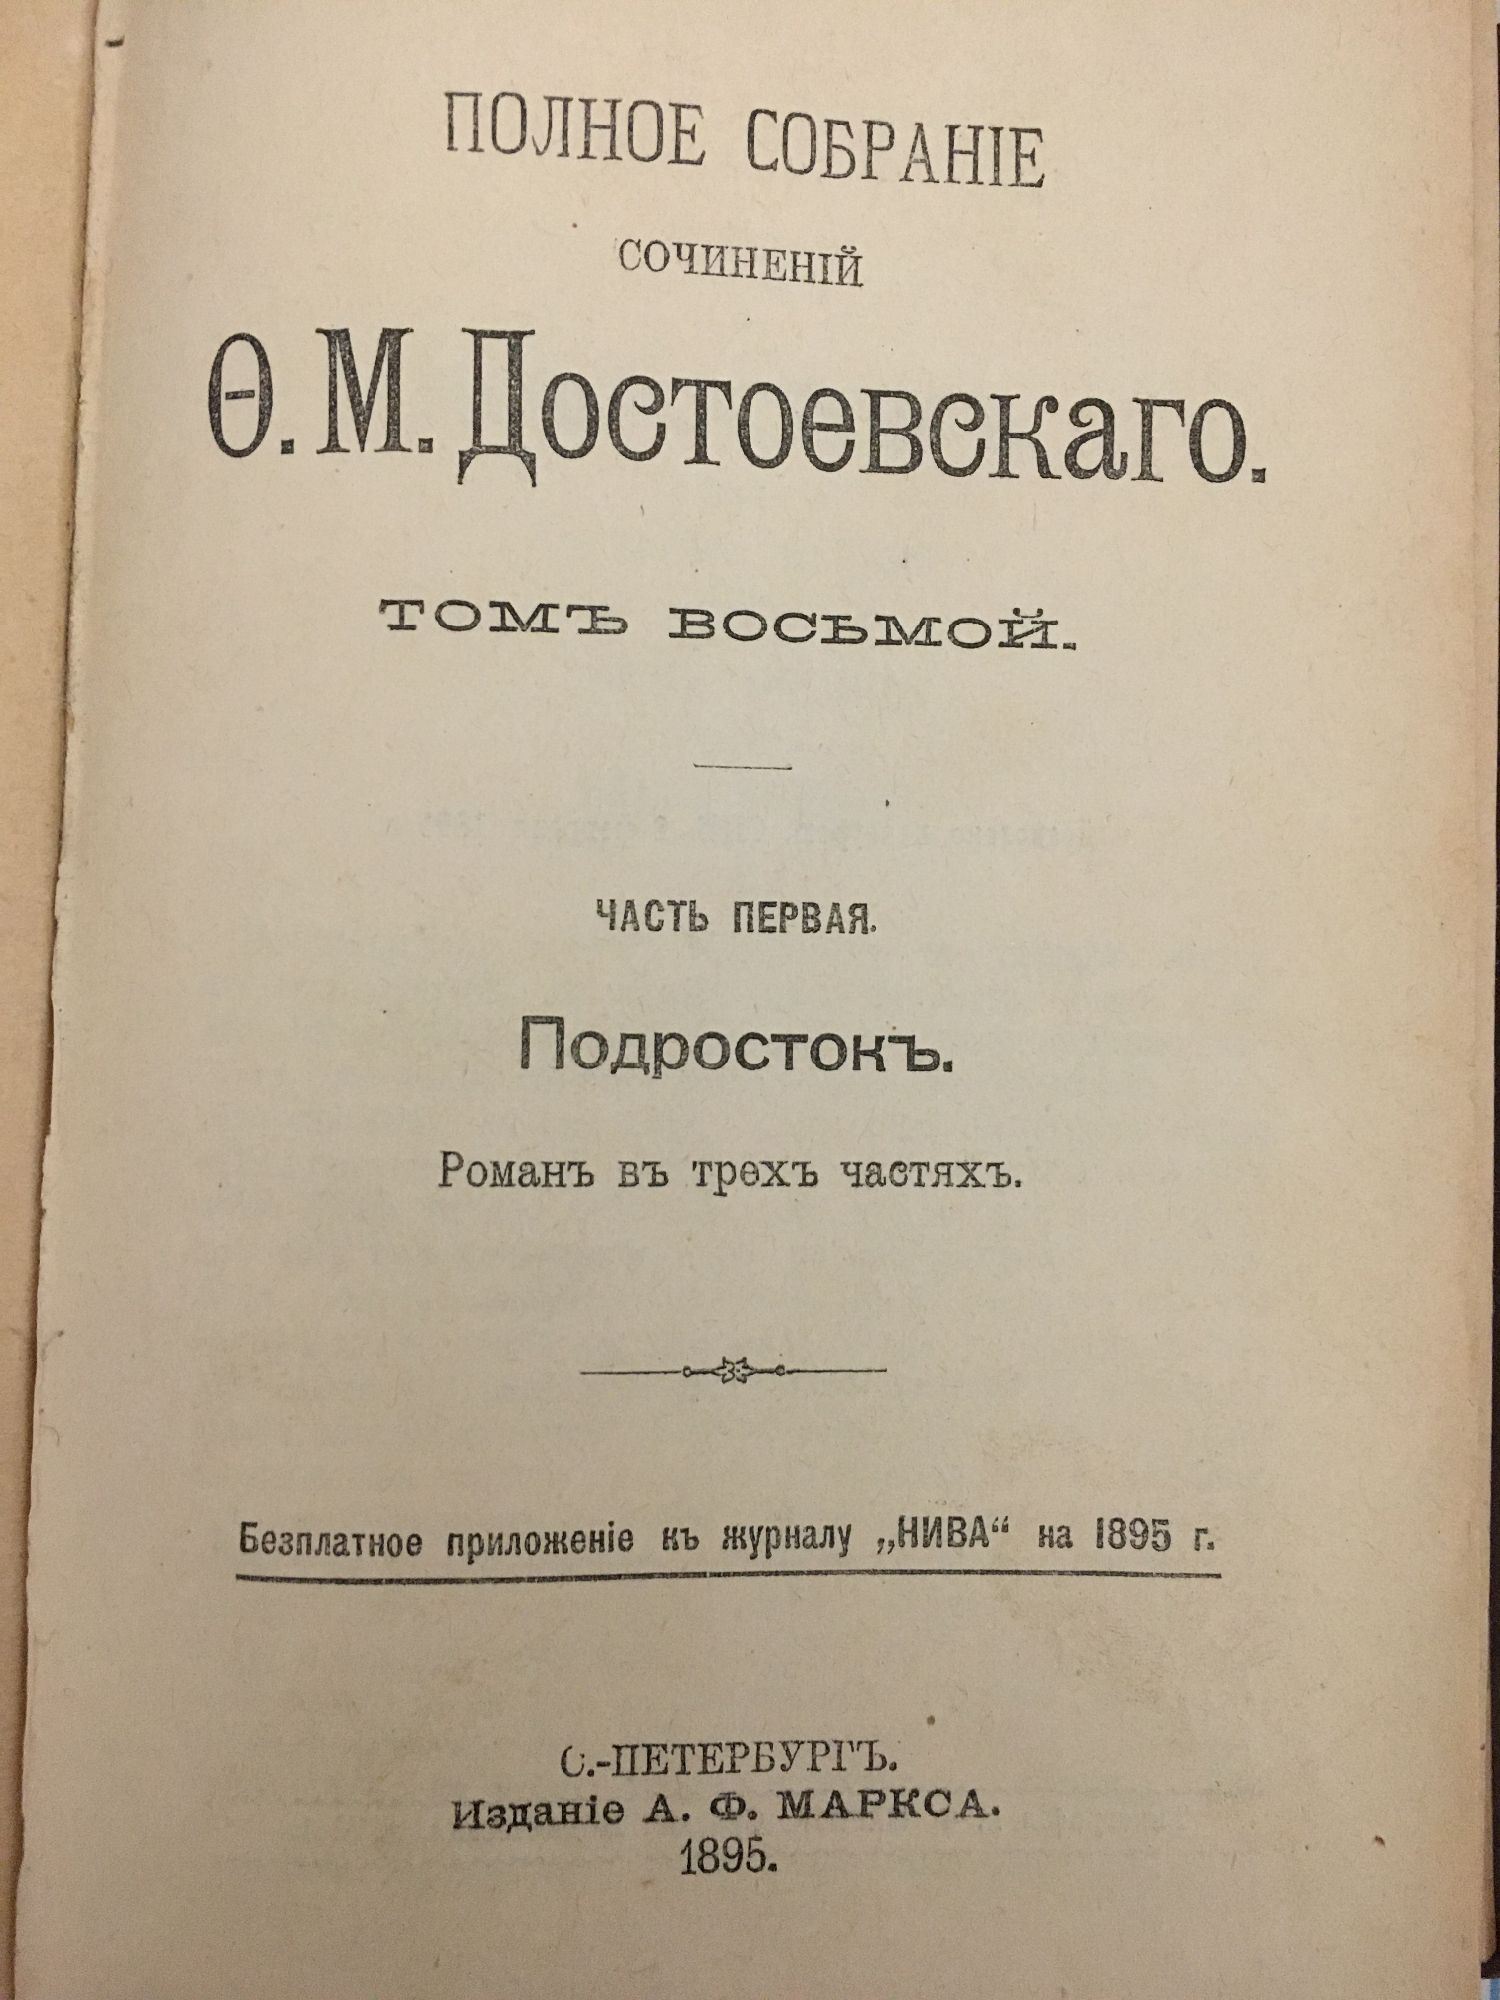 ПОЛНОЕ СОБРАНІЕ
СОЧИНЕНІЙ
Ѳ. М. Достоевскаго.
ТОМЪ ВОСЬМОЙ.
ЧАСТЬ ПЕРВАЯ.
Подростокъ.
Романъ въ трехъ частяхъ.
Безплатное приложеніе къ журналу „НИВА“ на 1895 г.
С.-ПЕТЕРБУРГЪ.
Изданіе А. Ф. МАРКСА.
1895.